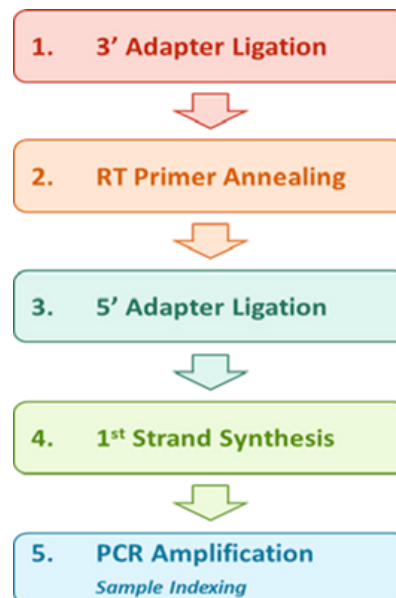 1. 3’ Adapter Ligation
2. RT Primer Annealing
3. 5’ Adapter Ligation
4. 1st Strand Synthesis
5. PCR Amplification
Sample Indexing